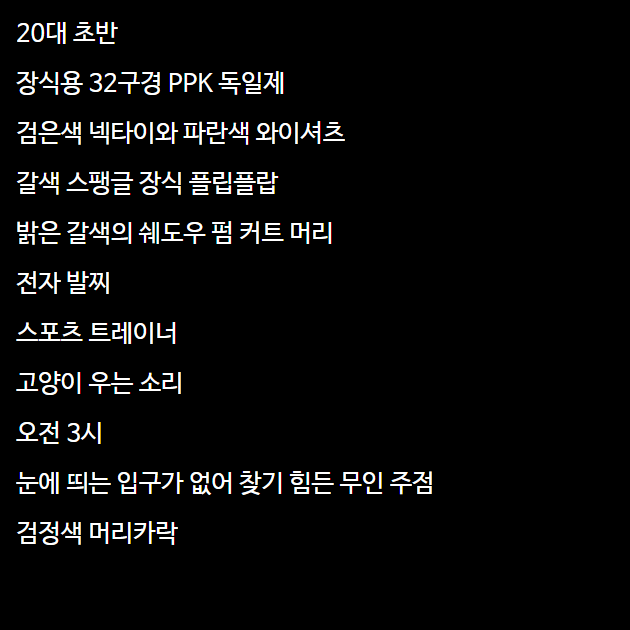 20대 초반
장식용 32구경 PPK 독일제
검은색 넥타이와 파란색 와이셔츠
갈색 스팽글 장식 플립플랍
밝은 갈색의 쉐도우 펌 커트 머리
전자 발찌
스포츠 트레이너
고양이 우는 소리
오전 3시
눈에 띄는 입구가 없어 찾기 힘든 무인 주점
검정색 머리카락